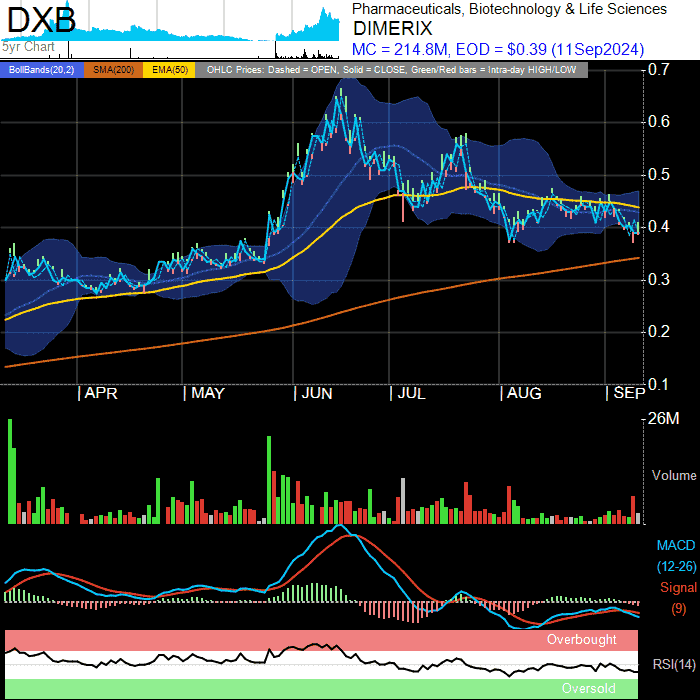 DXB
5yr Chart
Pharmaceuticals, Biotechnology & Life Sciences
DIMERIX
MC = 214.8M, EOD = $0.39 (11Sep2024)
BollBands(20,2) SMA(200) EMA(50) OHLC Prices: Dashed = OPEN, Solid = CLOSE, Green/Red bars = Intra-day HIGH/LOW
0.7
0.6
0.5
0.4
0.3
0.2
0.1
APR MAY JUN JUL AUG SEP
26M
Volume
MACD
(12-26)
Signal
(9)
Overbought
RSI(14)
Oversold